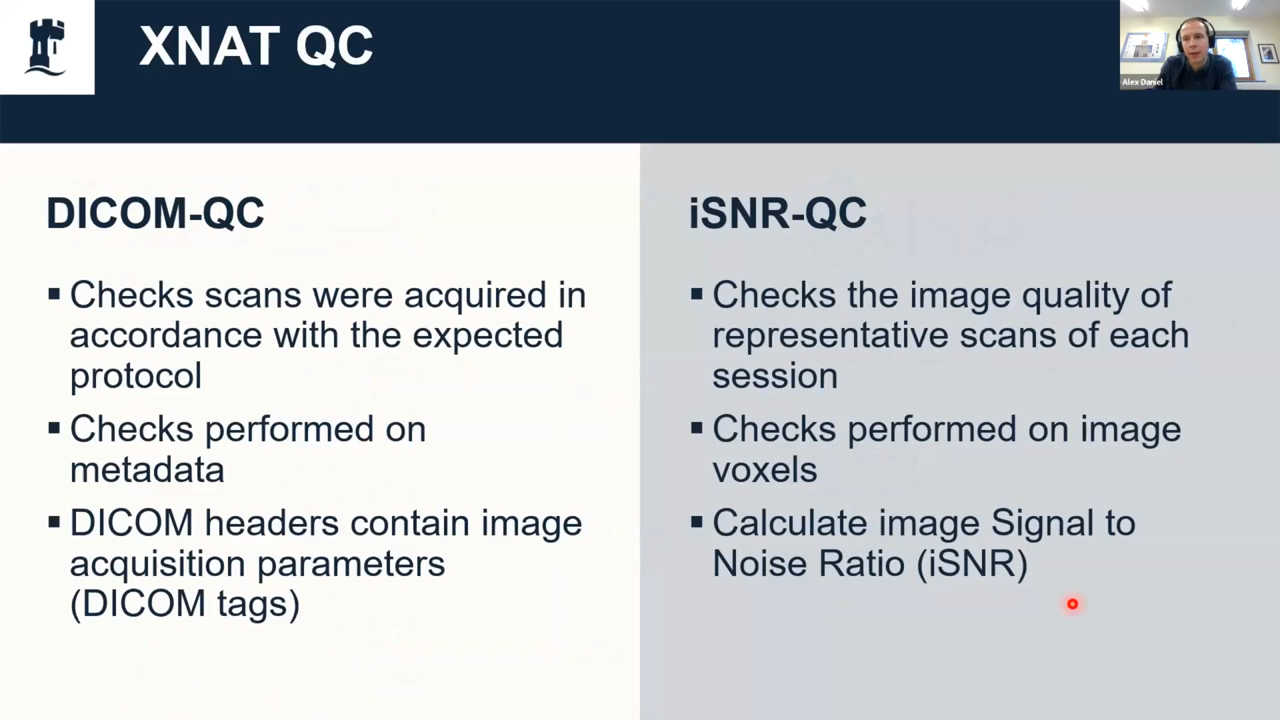 XNAT QC
Alex Daniel
DICOM-QC
▪ Checks scans were acquired in
accordance with the expected
protocol
▪ Checks performed on
metadata
▪ DICOM headers contain image
acquisition parameters
(DICOM tags)
iSNR-QC
▪ Checks the image quality of
representative scans of each
session
▪ Checks performed on image
voxels
▪ Calculate image Signal to
Noise Ratio (iSNR)